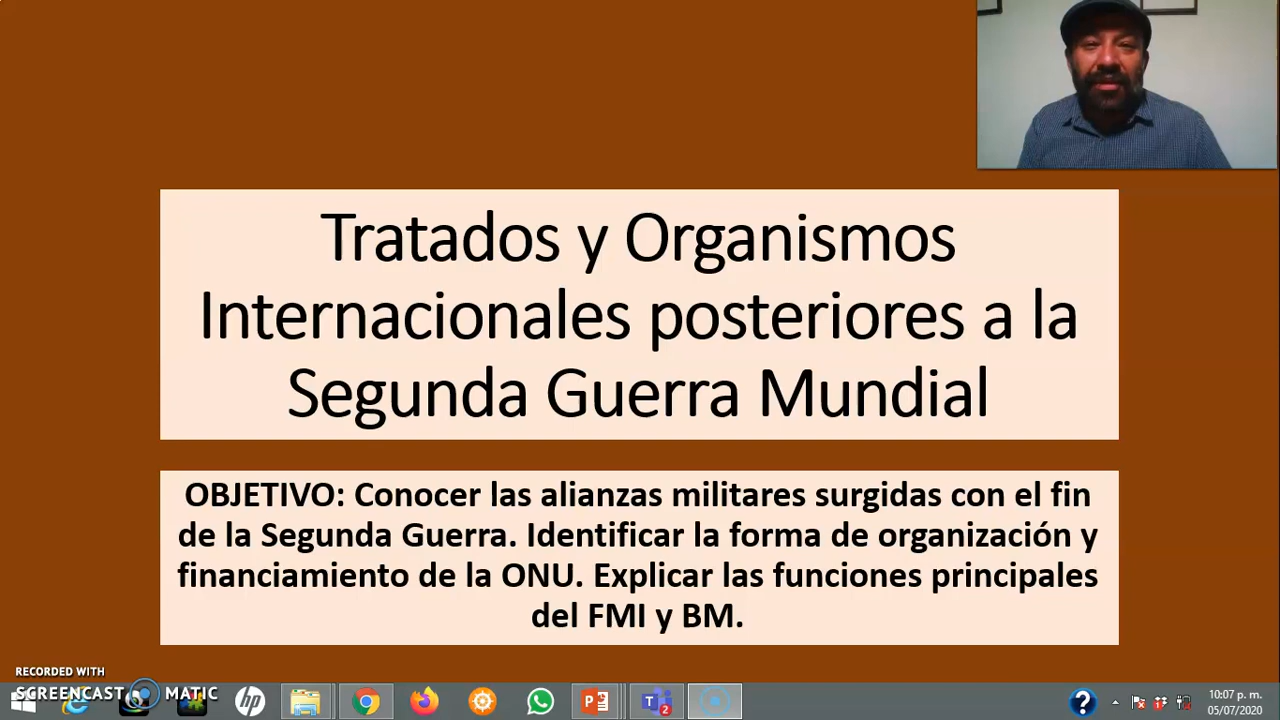 Tratados y Organismos
Internacionales posteriores a la
Segunda Guerra Mundial
OBJETIVO: Conocer las alianzas militares surgidas con el fin
de la Segunda Guerra. Identificar la forma de organización y
financiamiento de la ONU. Explicar las funciones principales
del FMI y BM.
RECORDED WITH
SCREENCAST MATIC
hp
2
10:07 p. m.
05/07/2020